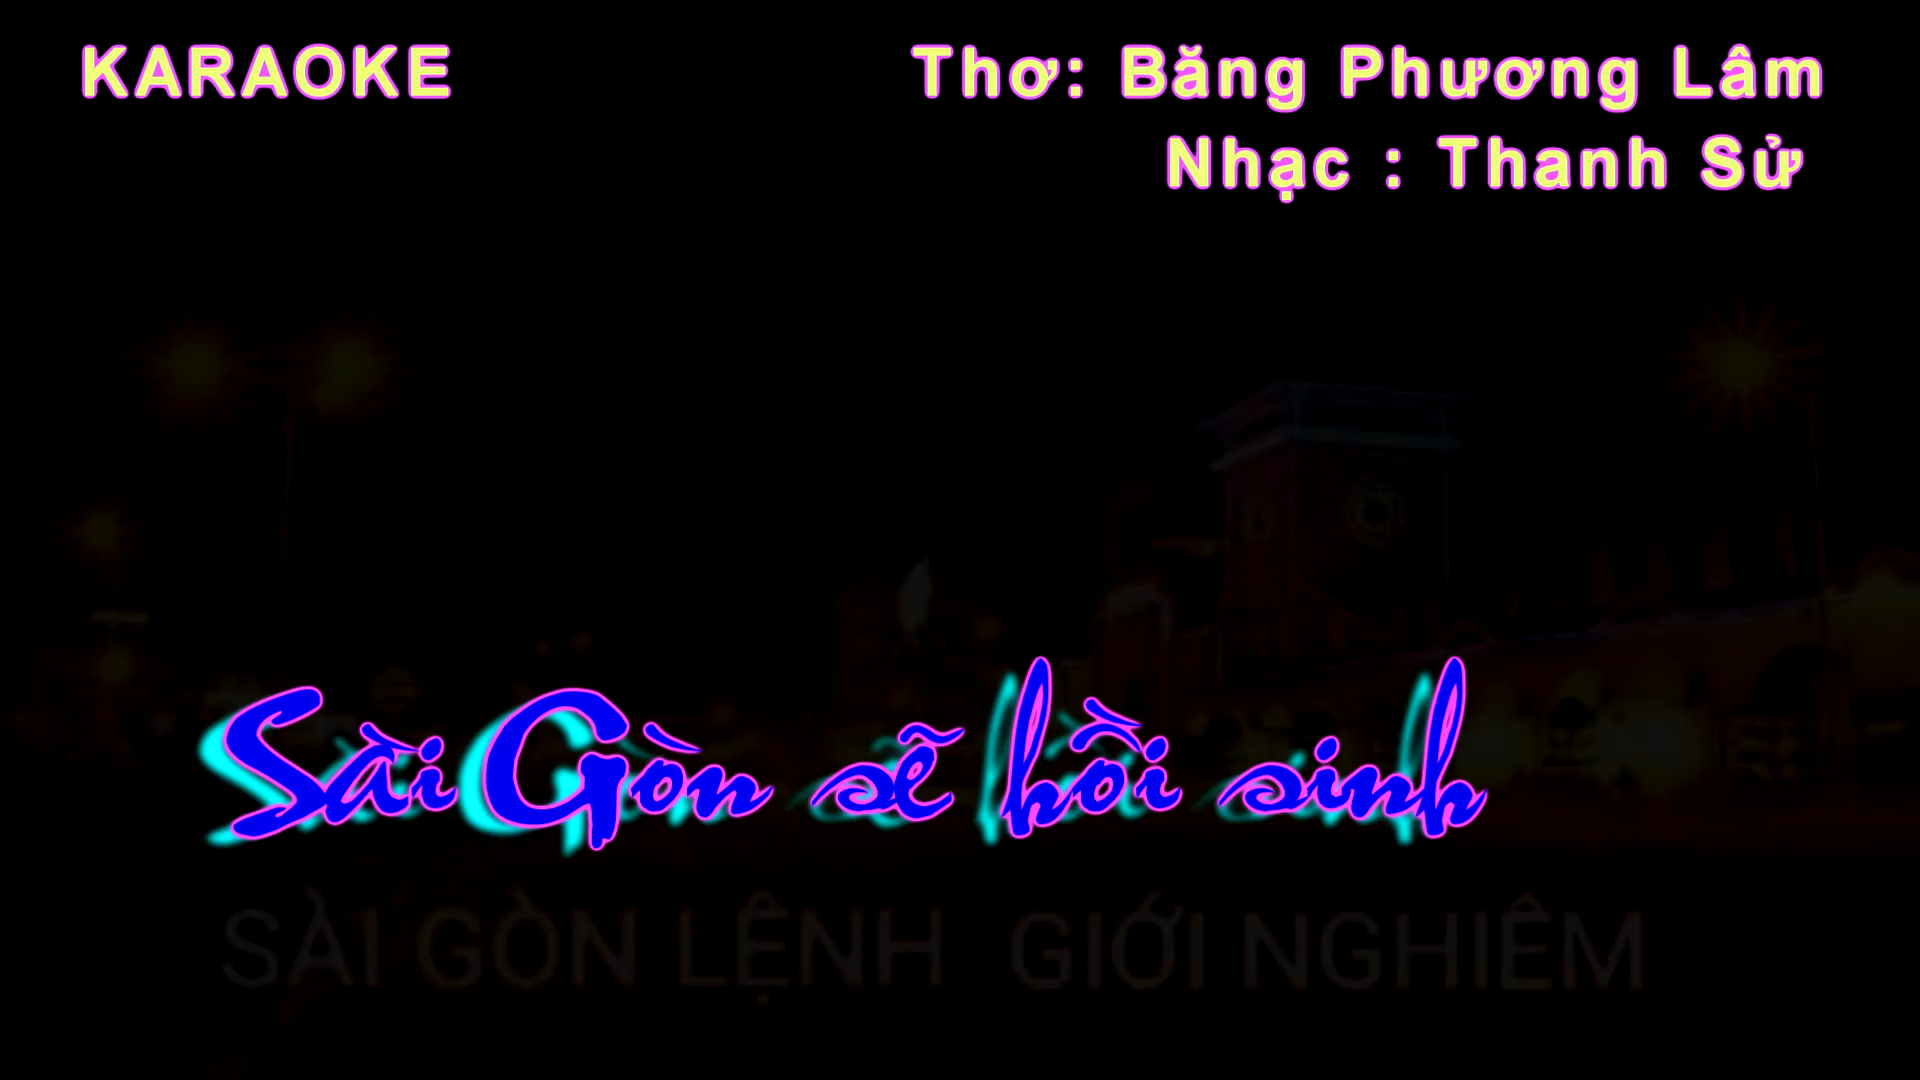 KARAOKE
Thơ: Băng Phương Lâm
Nhạc : Thanh Sử
Sài Gòn sẽ hồi sinh
SÀI GÒN LỆNH GIỚI NGHIÊM